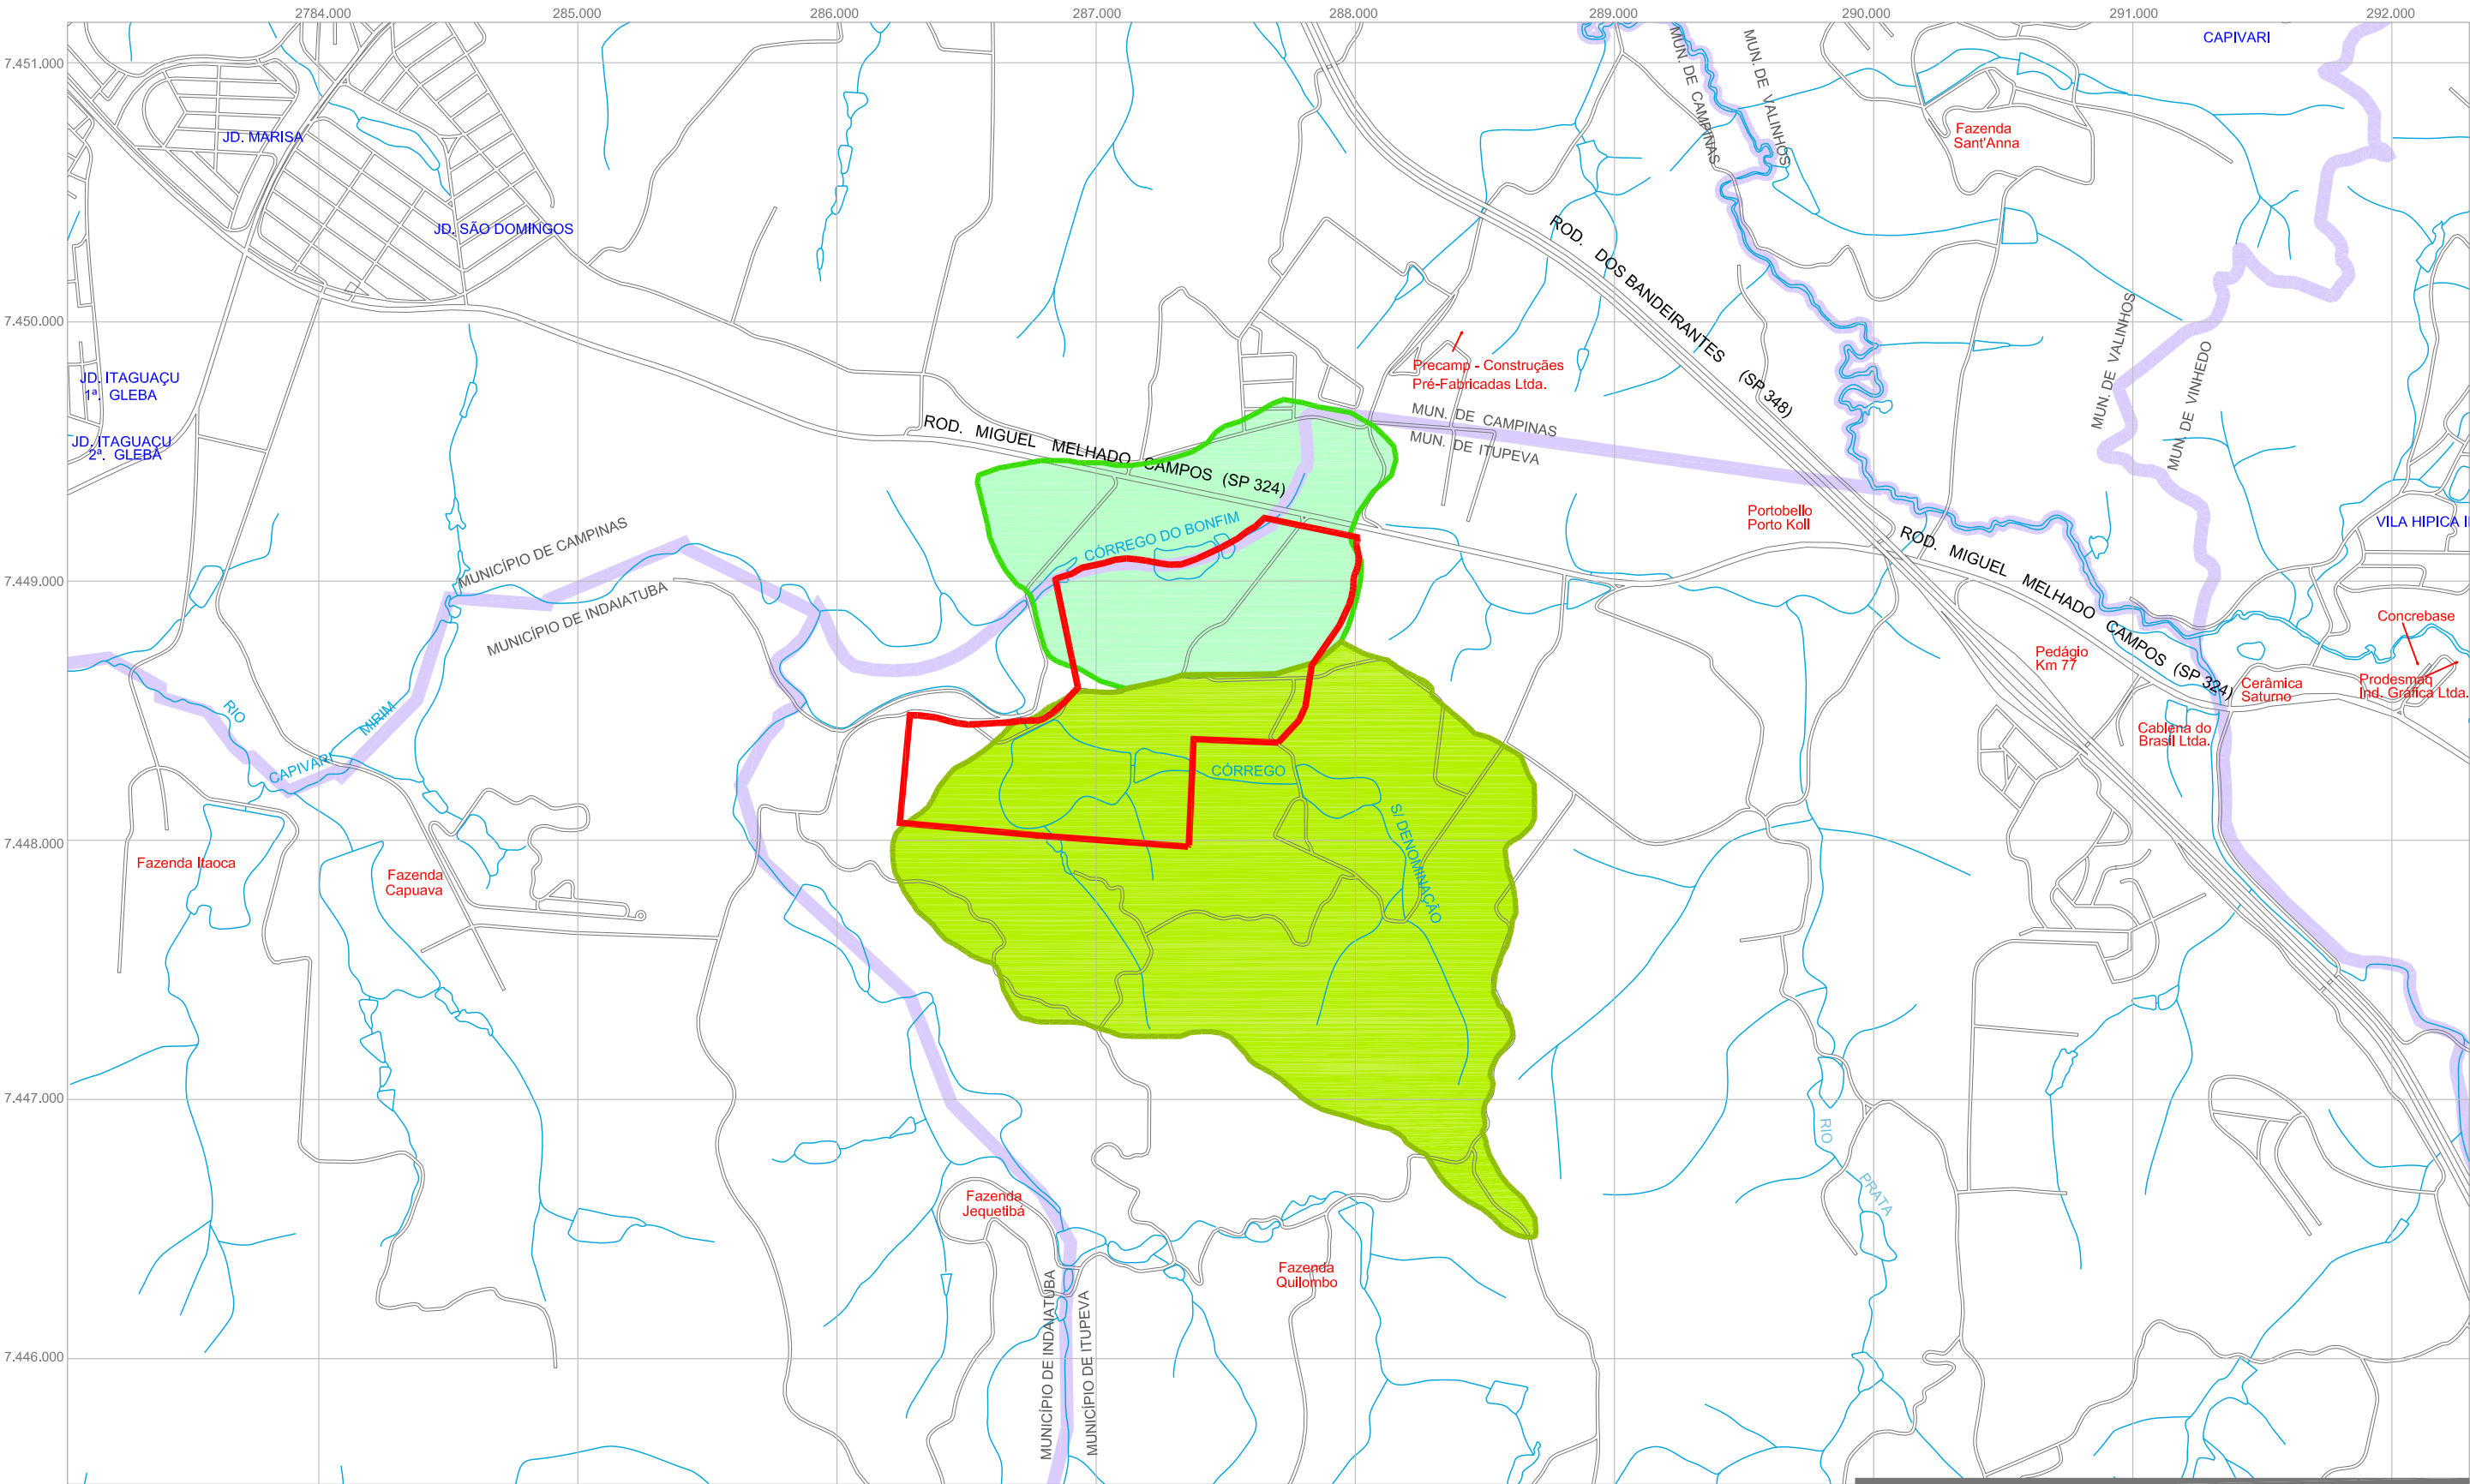 2784.000 285.000 286.000 287.000 288.000 289.000 290.000 291.000 292.000
7.451.000
7.450.000
7.449.000
7.448.000
7.447.000
7.446.000
CAPIVARI
MUN. DE CAMPINAS
MUN. DE VALINHOS
Fazenda
Sant'Anna
JD. MARISA
JD. SÃO DOMINGOS
ROD. DOS BANDEIRANTES (SP 348)
JD. ITAGUAÇU
1ª. GLEBA
JD. ITAGUAÇU
2ª. GLEBA
Precamp - Construçães
Pré-Fabricadas Ltda.
MUN. DE CAMPINAS
MUN. DE ITUPEVA
MUN. DE VALINHOS
MUN. DE VINHEDO
ROD. MIGUEL MELHADO CAMPOS (SP 324)
Portobello
Porto Koll
VILA HIPICA II
CÓRREGO DO BONFIM
MUNICÍPIO DE CAMPINAS
MUNICÍPIO DE INDAIATUBA
ROD. MIGUEL MELHADO CAMPOS (SP 324)
Concrebase
Pedágio
Km 77
Cerâmica
Saturno
Prodesmaq
Ind. Gráfica Ltda.
Cablena do
Brasil Ltda.
RIO CAPIVARI MIRIM
CÓRREGO S/ DENOMINAÇÃO
Fazenda Itaoca
Fazenda
Capuava
RIO PRATA
Fazenda
Jequetibá
Fazenda
Quilombo
MUNICÍPIO DE INDAIATUBA
MUNICÍPIO DE ITUPEVA